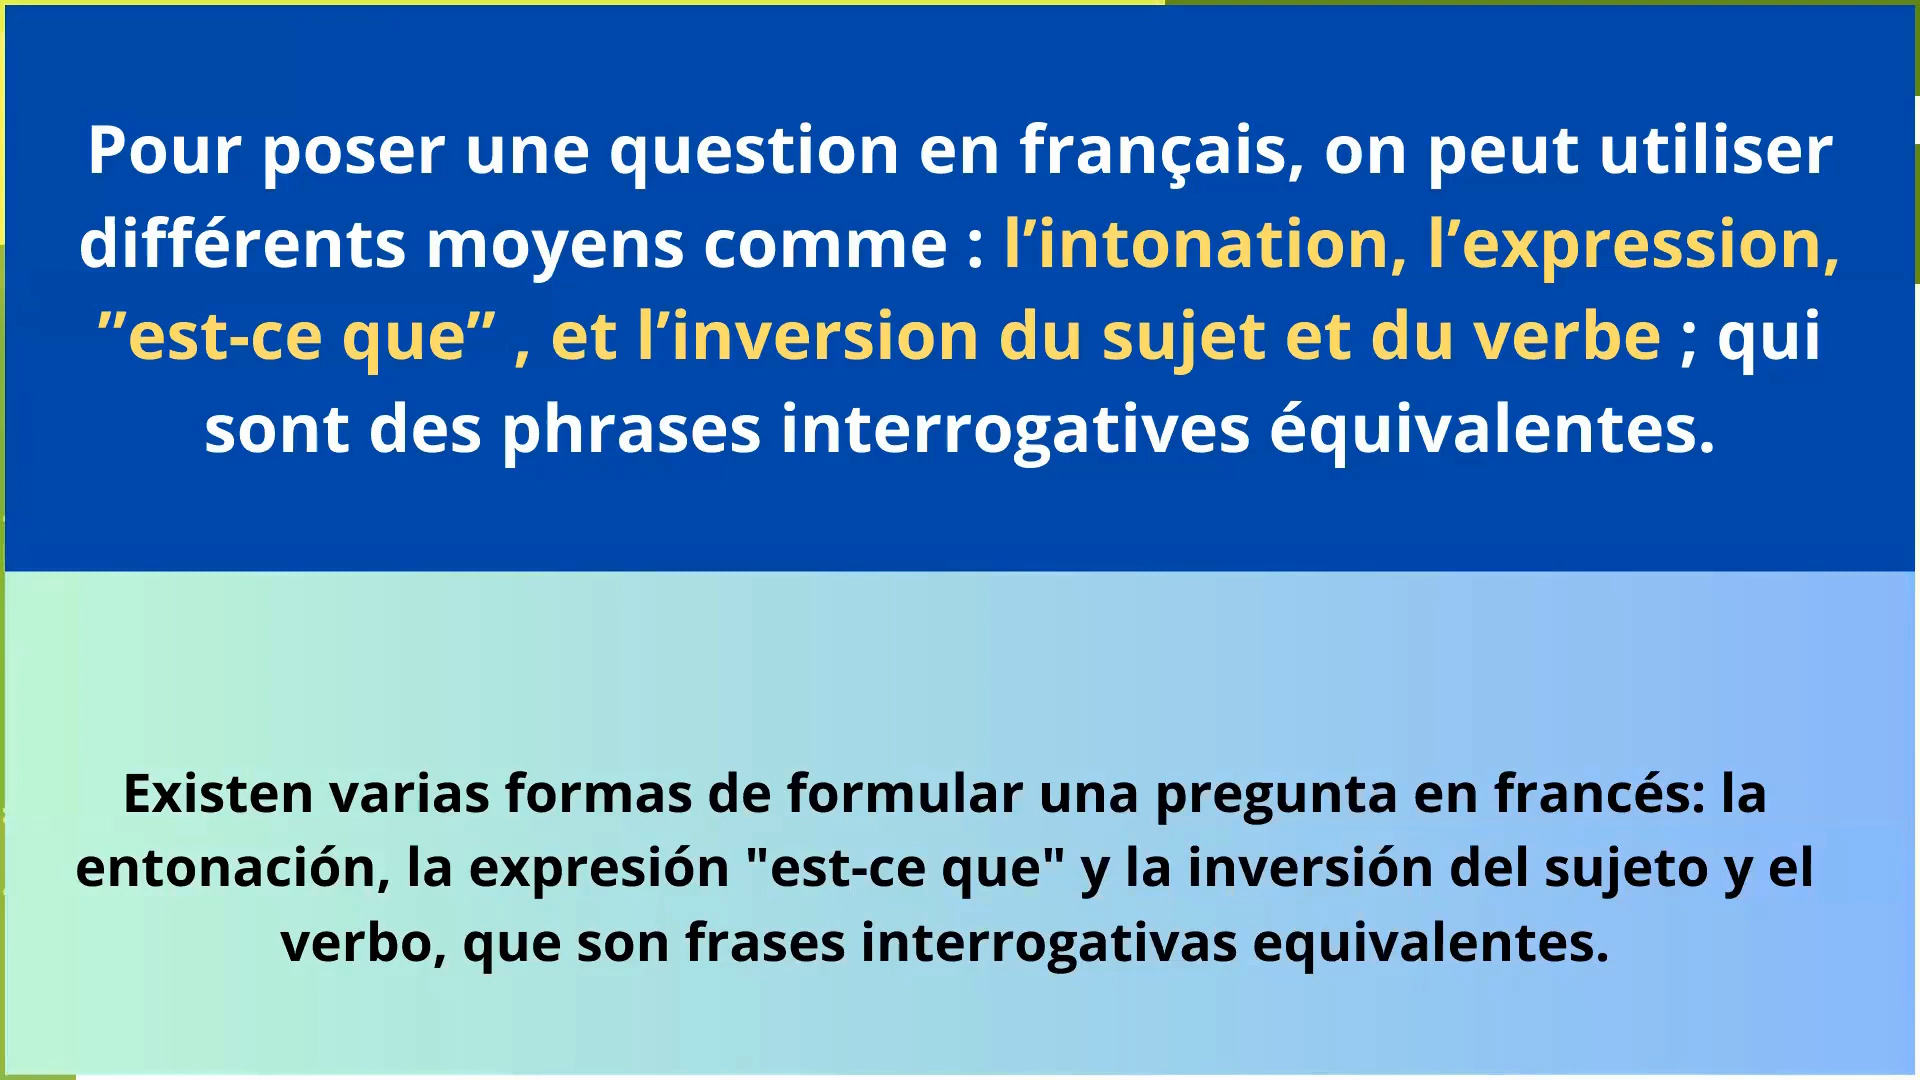 Pour poser une question en français, on peut utiliser
différents moyens comme : l’intonation, l’expression,
”est-ce que” , et l’inversion du sujet et du verbe ; qui
sont des phrases interrogatives équivalentes.
Existen varias formas de formular una pregunta en francés: la
entonación, la expresión "est-ce que" y la inversión del sujeto y el
verbo, que son frases interrogativas equivalentes.